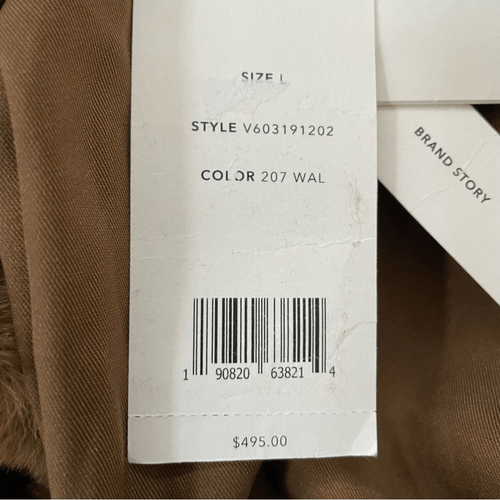 SIZE L
STYLE V603191202
COLOR 207 WAL
BRAND STORY
1 90820 63821 4
$495.00